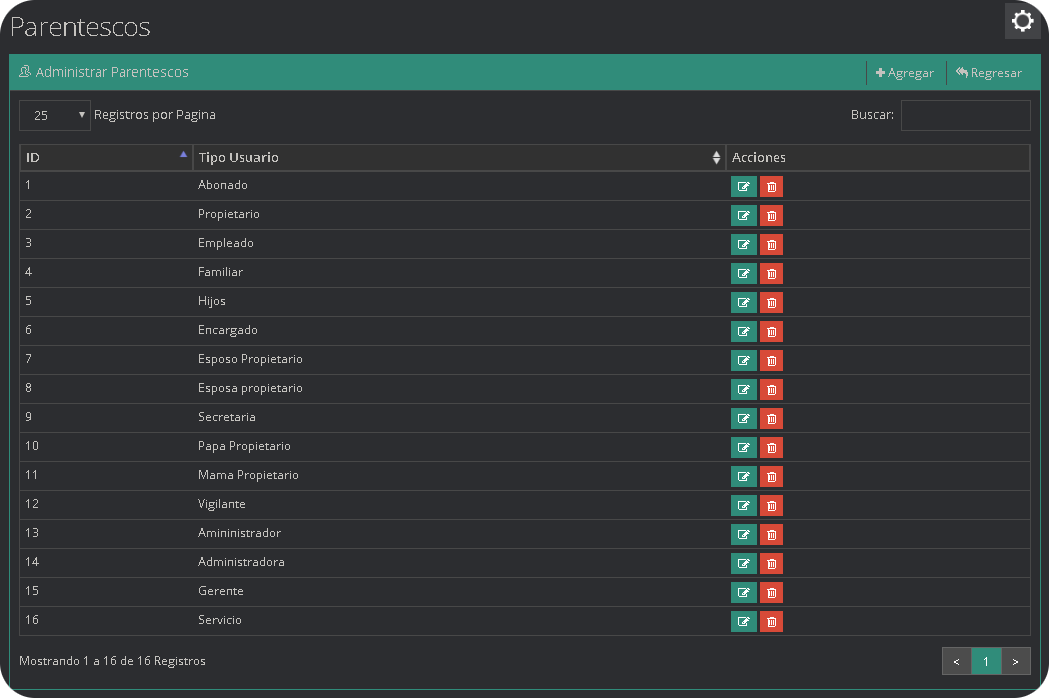 Parentescos
Administrar Parentescos
Agregar
Regresar
25 Registros por Pagina
Buscar:
ID Tipo Usuario Acciones
1 Abonado
2 Propietario
3 Empleado
4 Familiar
5 Hijos
6 Encargado
7 Esposo Propietario
8 Esposa propietario
9 Secretaria
10 Papa Propietario
11 Mama Propietario
12 Vigilante
13 Amininistrador
14 Administradora
15 Gerente
16 Servicio
Mostrando 1 a 16 de 16 Registros
< 1 >